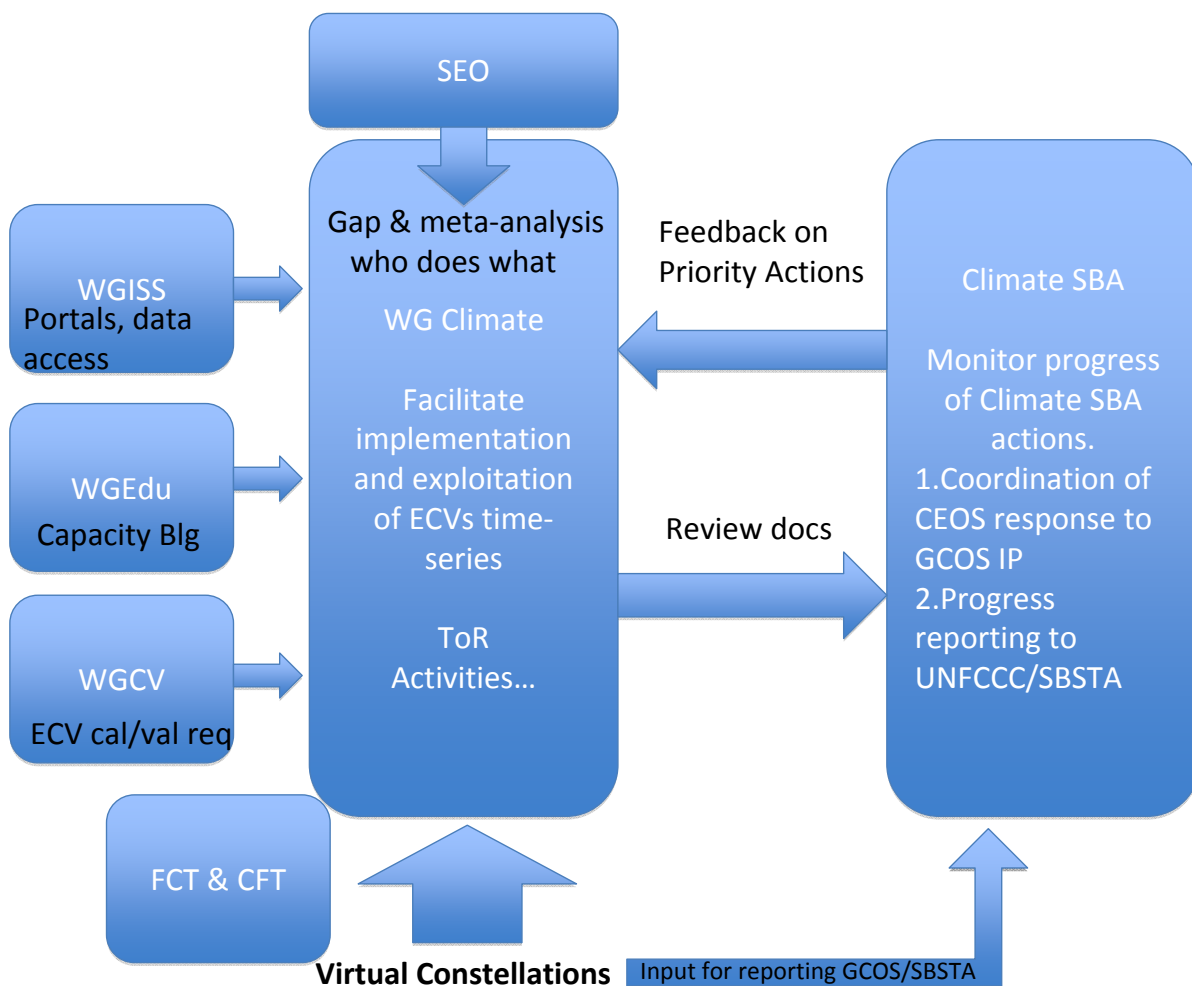 SEO
Gap & meta-analysis
who does what
WG Climate
Facilitate
implementation
and exploitation
of ECVs time-
series
ToR
Activities…
WGISS
Portals, data
access
WGEdu
Capacity Blg
WGCV
ECV cal/val req
FCT & CFT
Feedback on
Priority Actions
Review docs
Climate SBA
Monitor progress
of Climate SBA
actions.
1.Coordination of
CEOS response to
GCOS IP
2.Progress
reporting to
UNFCCC/SBSTA
Virtual Constellations
Input for reporting GCOS/SBSTA